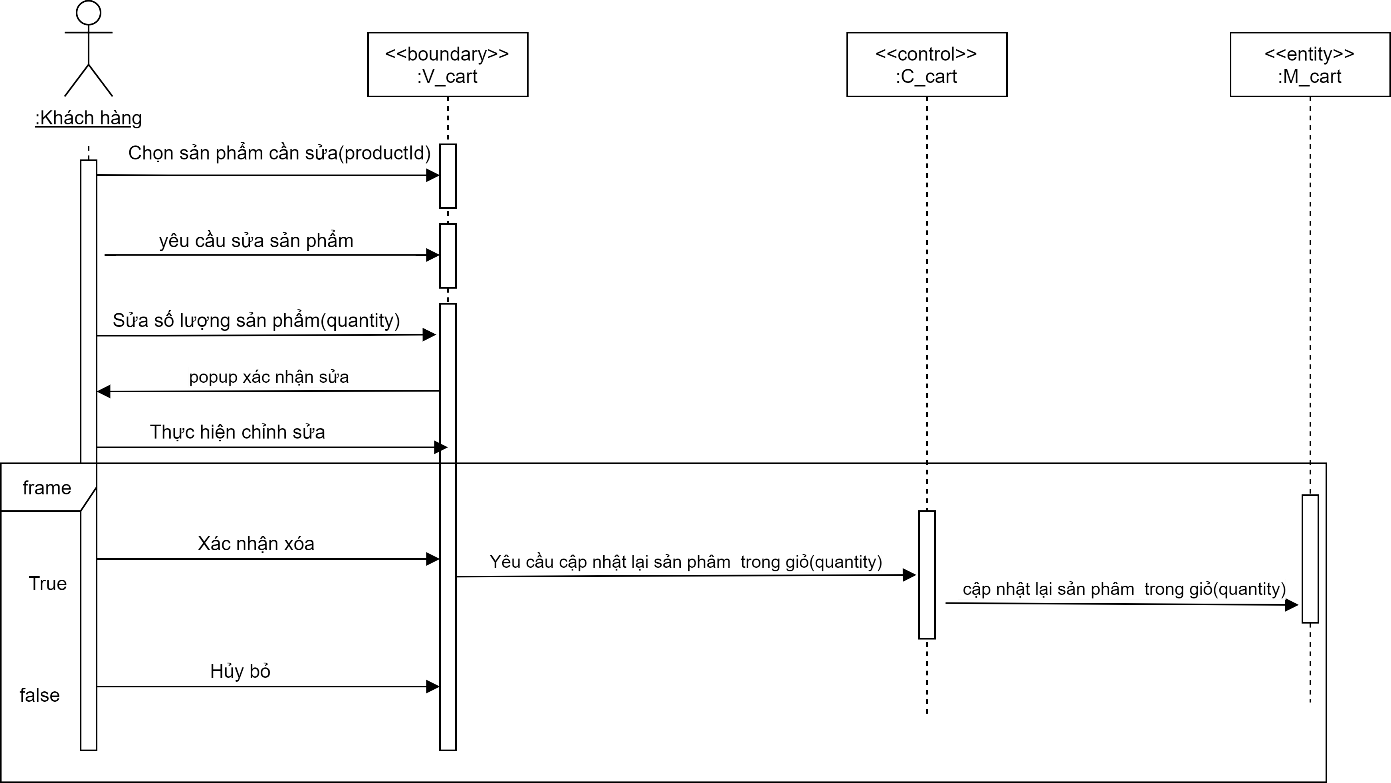 <<boundary>>
:V_cart
<<control>>
:C_cart
<<entity>>
:M_cart
:Khách hàng
Chọn sản phẩm cần sửa(productId)
yêu cầu sửa sản phẩm
Sửa số lượng sản phẩm(quantity)
popup xác nhận sửa
Thực hiện chỉnh sửa
frame
Xác nhận xóa
Yêu cầu cập nhật lại sản phâm  trong giỏ(quantity)
True
cập nhật lại sản phâm  trong giỏ(quantity)
Hủy bỏ
false